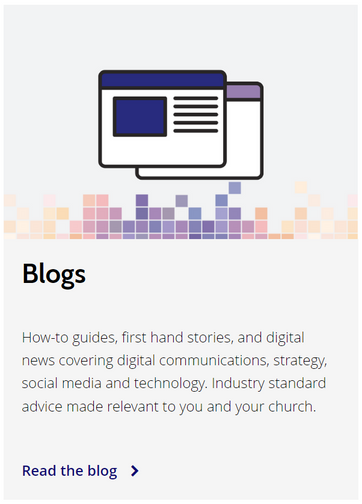 Blogs
How-to guides, first hand stories, and digital
news covering digital communications, strategy,
social media and technology. Industry standard
advice made relevant to you and your church.
Read the blog